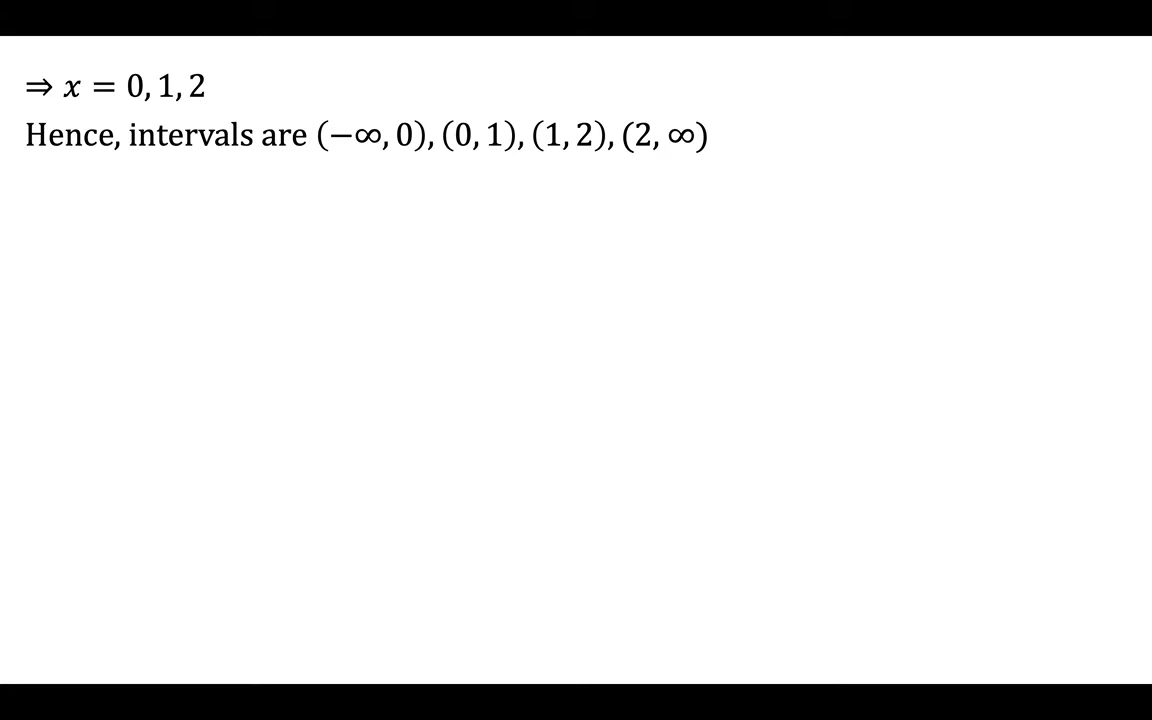 ⇒ x = 0, 1, 2
Hence, intervals are (−∞, 0), (0, 1), (1, 2), (2, ∞)